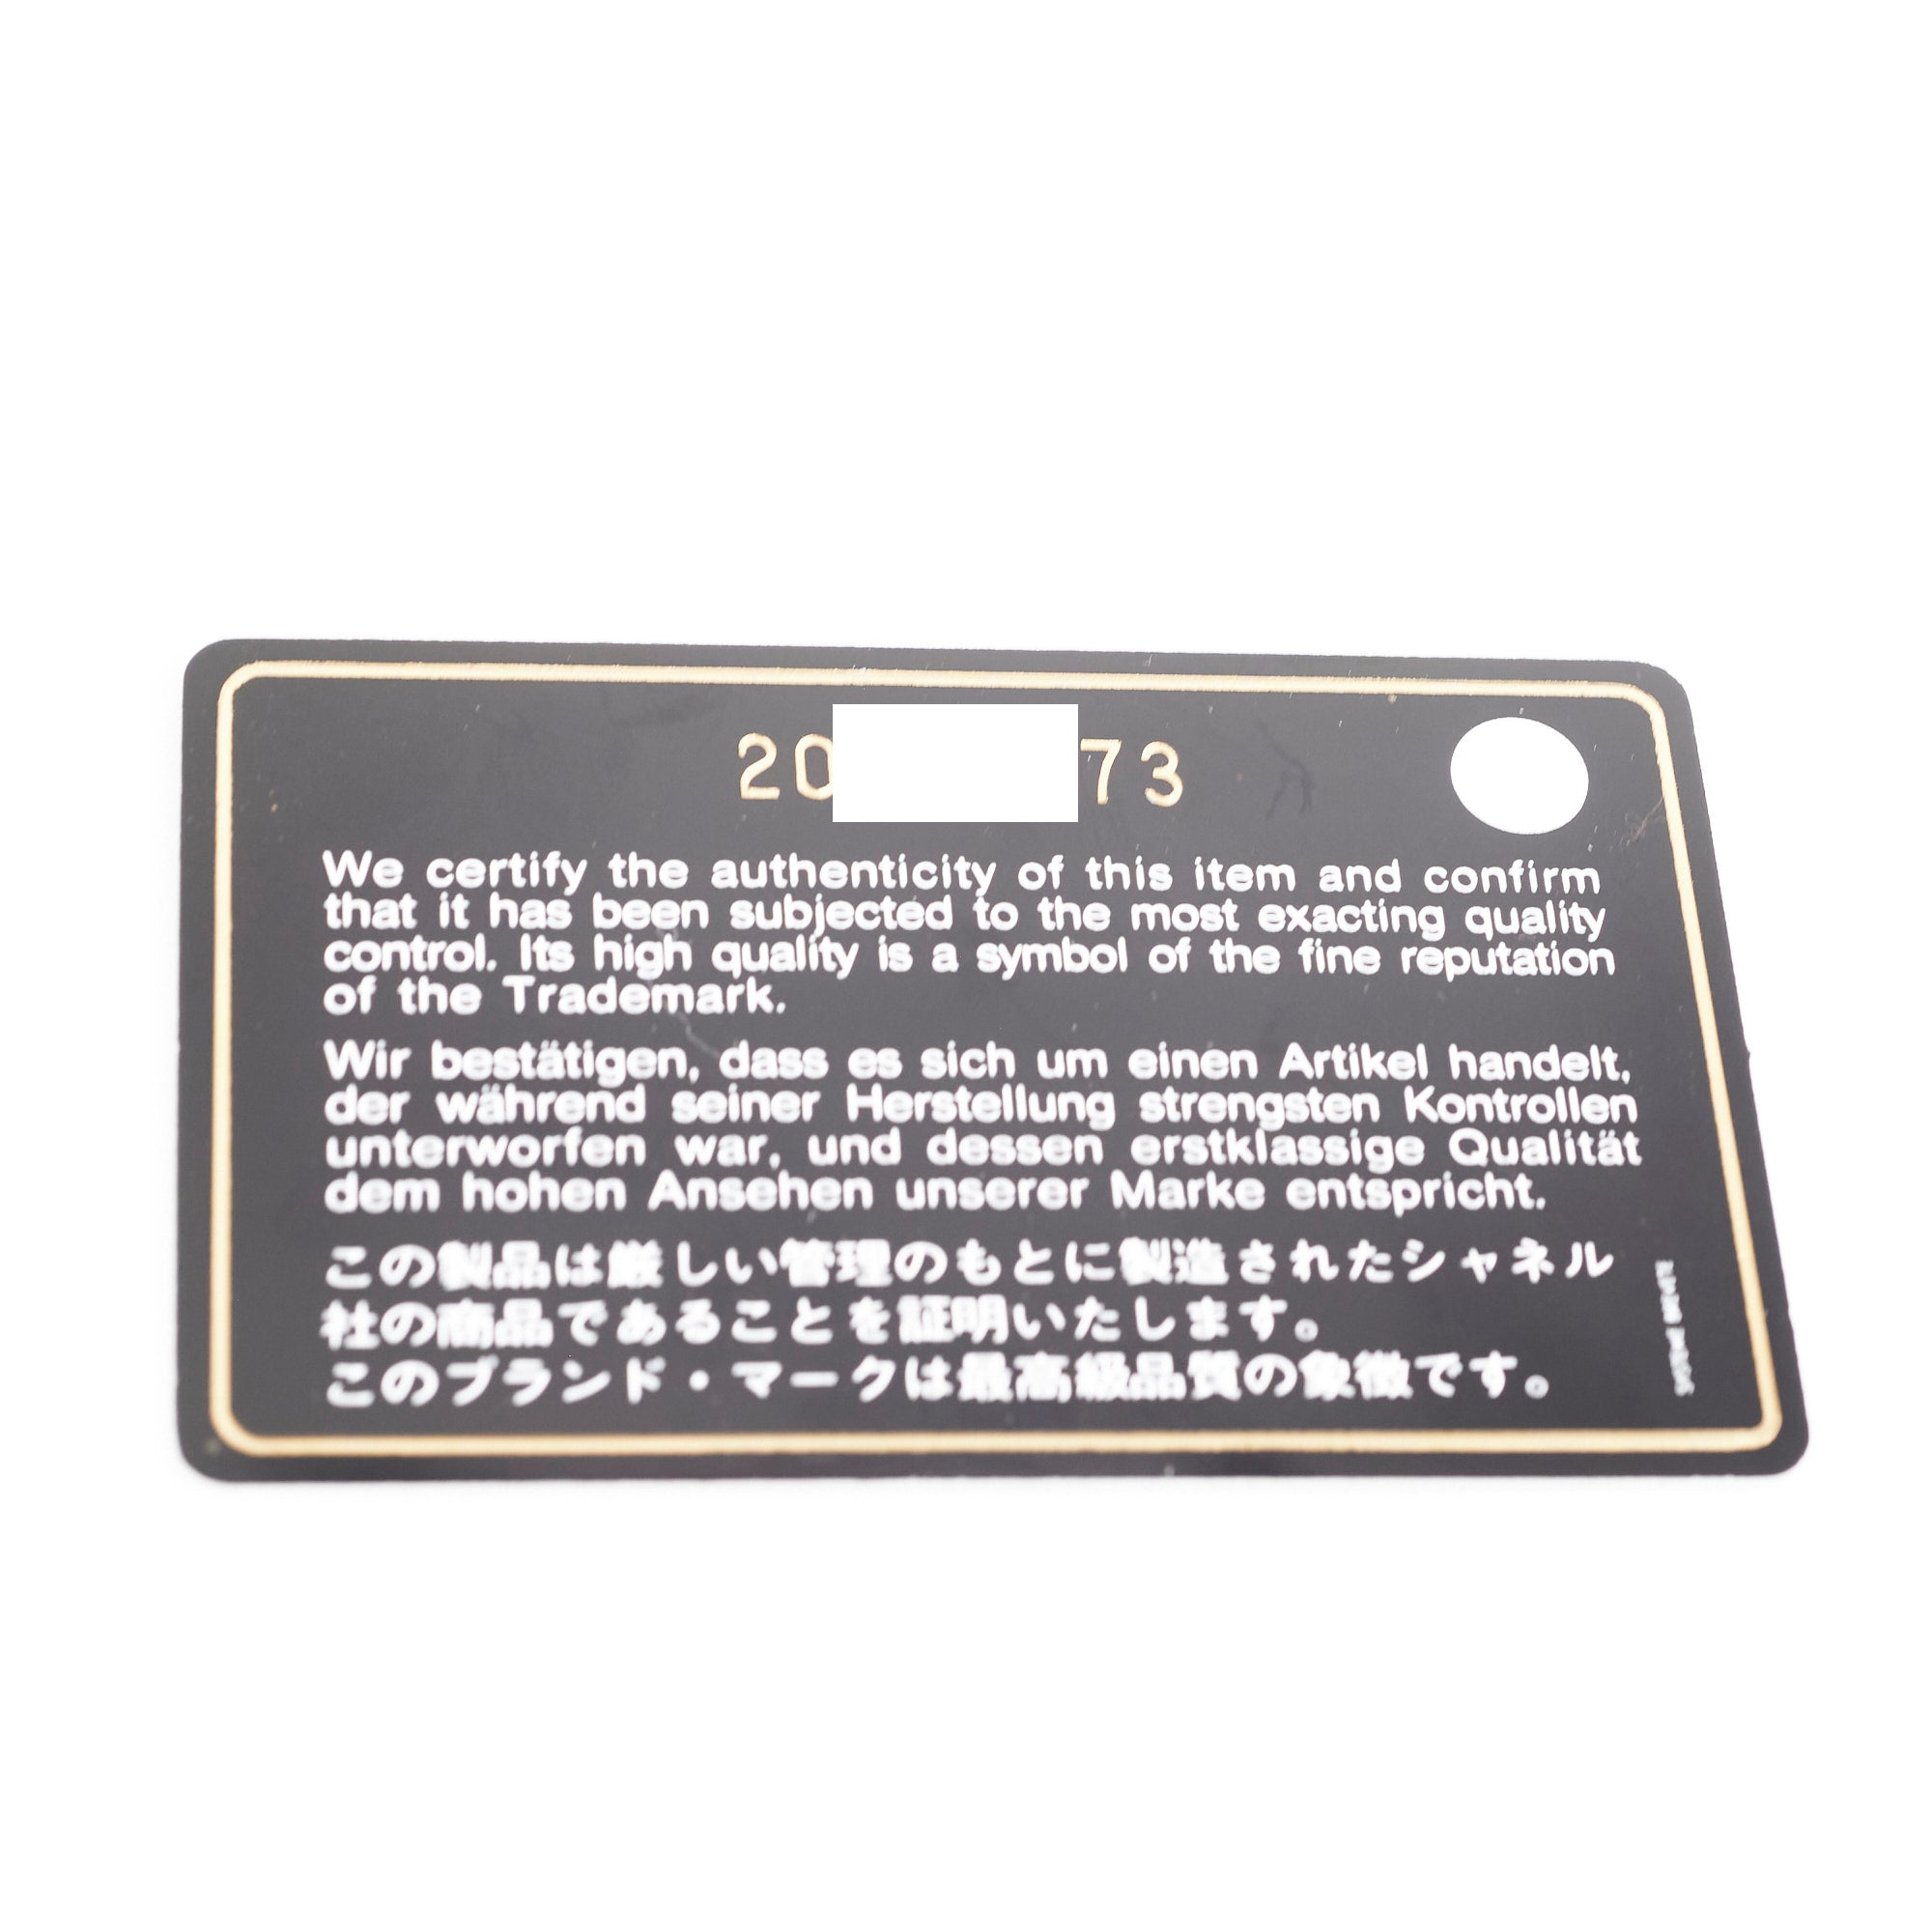 20 73
We certify the authenticity of this item and confirm
that it has been subjected to the most exacting quality
control. Its high quality is a symbol of the fine reputation
of the Trademark.
Wir bestätigen, dass es sich um einen Artikel handelt,
der während seiner Herstellung strengsten Kontrollen
unterworfen war, und dessen erstklassige Qualität
dem hohen Ansehen unserer Marke entspricht.
この製品は厳しい管理のもとに製造されたシャネル
社の商品であることを証明いたします。
このブランド・マークは最高級品質の象徴です。